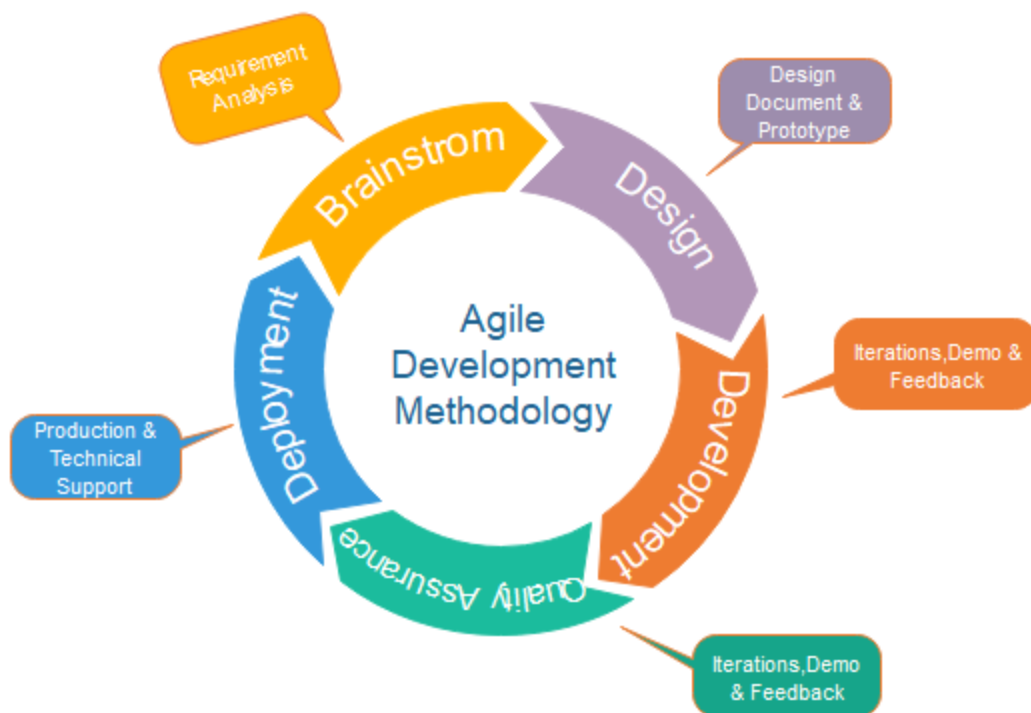 Requirement
Analysis
Brainstrom
Design
Document &
Prototype
Design
Iterations,Demo &
Feedback
Development
Iterations,Demo
& Feedback
Quality Assurance
Production &
Technical
Support
Deployment
Agile
Development
Methodology